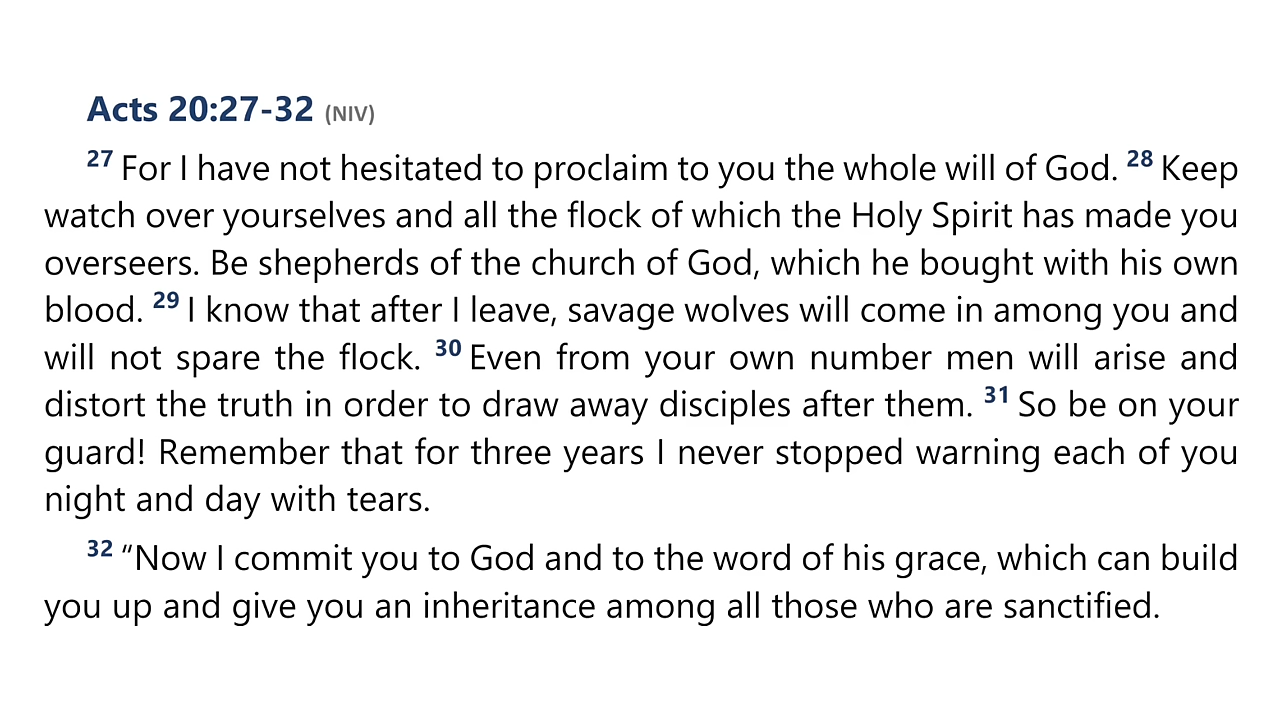 Acts 20:27-32 (NIV)
27 For I have not hesitated to proclaim to you the whole will of God. 28 Keep
watch over yourselves and all the flock of which the Holy Spirit has made you
overseers. Be shepherds of the church of God, which he bought with his own
blood. 29 I know that after I leave, savage wolves will come in among you and
will not spare the flock. 30 Even from your own number men will arise and
distort the truth in order to draw away disciples after them. 31 So be on your
guard! Remember that for three years I never stopped warning each of you
night and day with tears.
32 “Now I commit you to God and to the word of his grace, which can build
you up and give you an inheritance among all those who are sanctified.